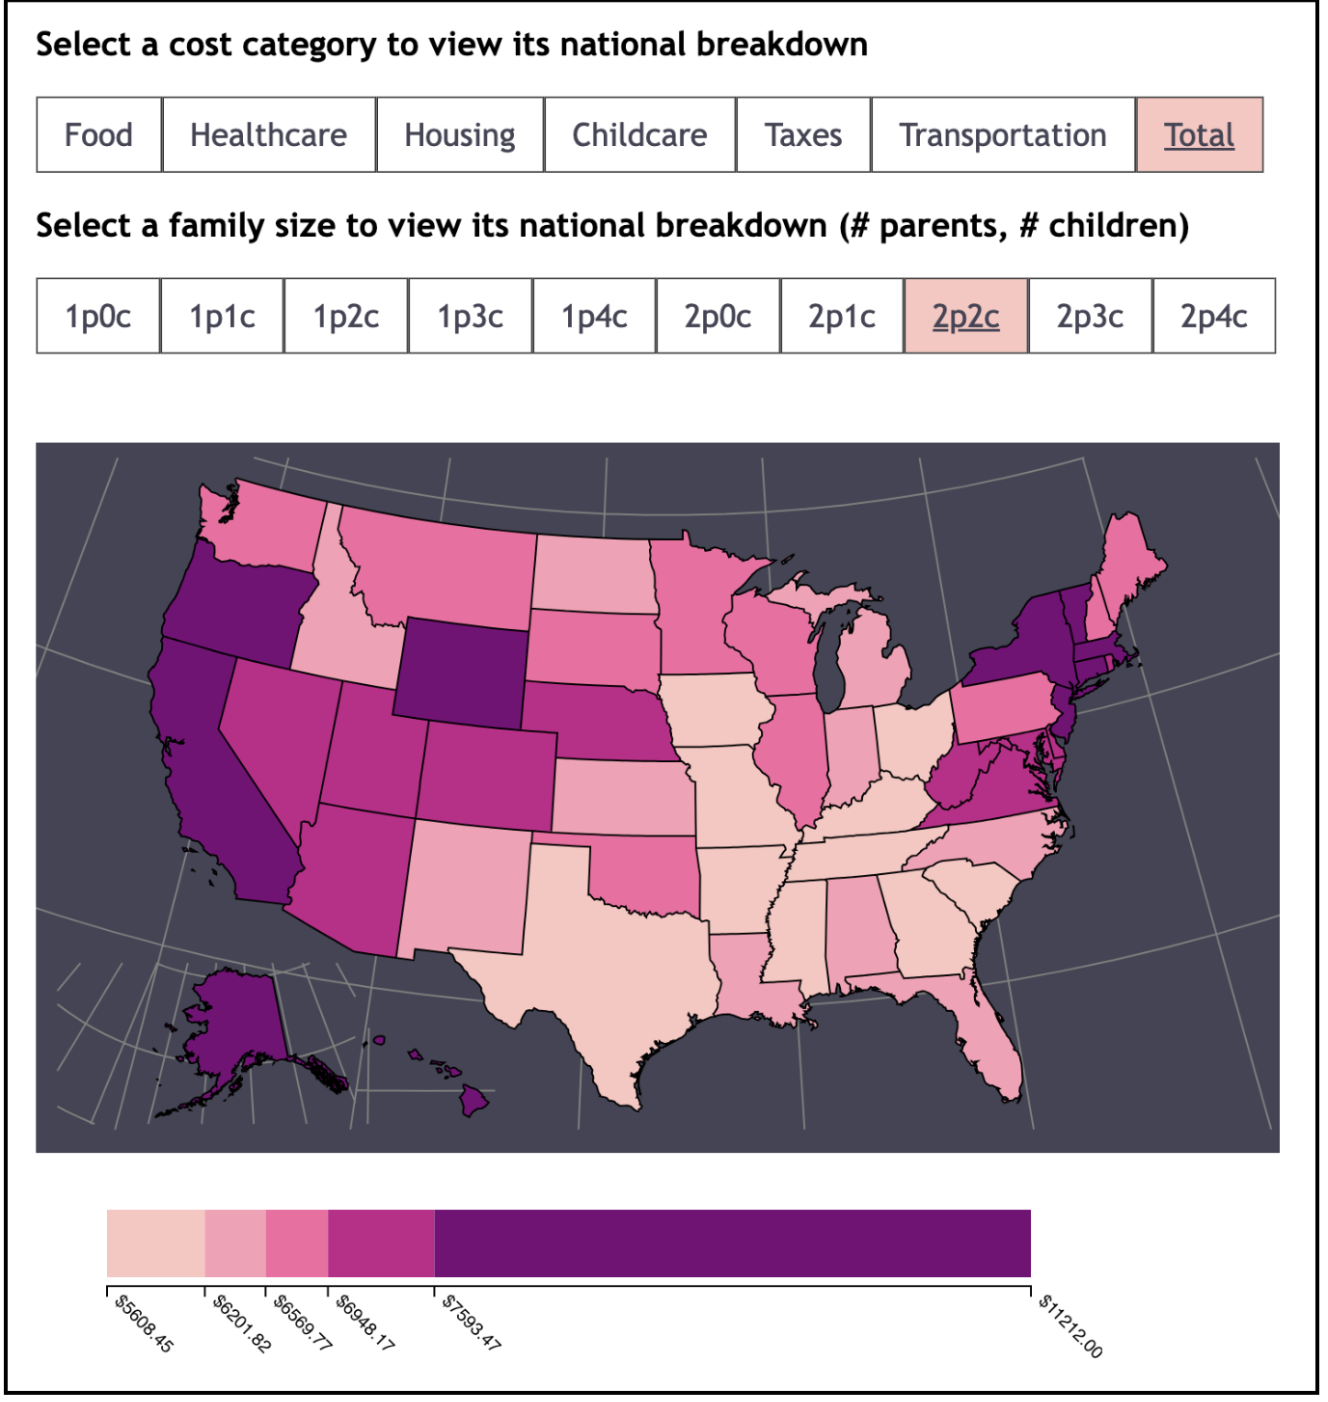 Select a cost category to view its national breakdown
Food Healthcare Housing Childcare Taxes Transportation Total
Select a family size to view its national breakdown (# parents, # children)
1p0c 1p1c 1p2c 1p3c 1p4c 2p0c 2p1c 2p2c 2p3c 2p4c
$5608.45 $6201.82 $6569.77 $6948.17 $7593.47 $11212.00